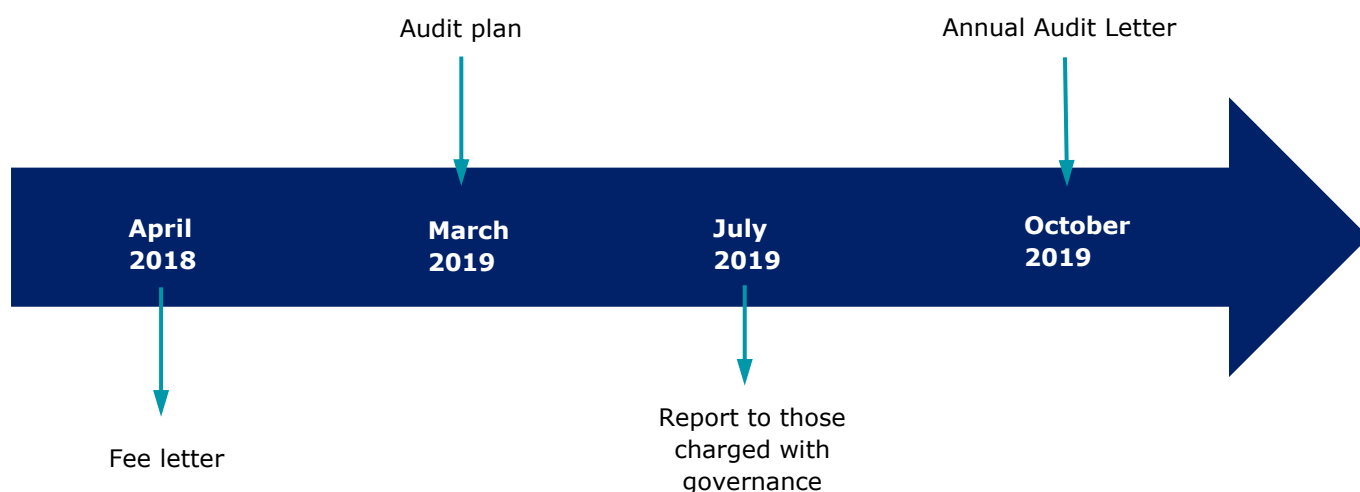 Audit plan
Annual Audit Letter
April
2018
March
2019
July
2019
October
2019
Fee letter
Report to those
charged with
governance